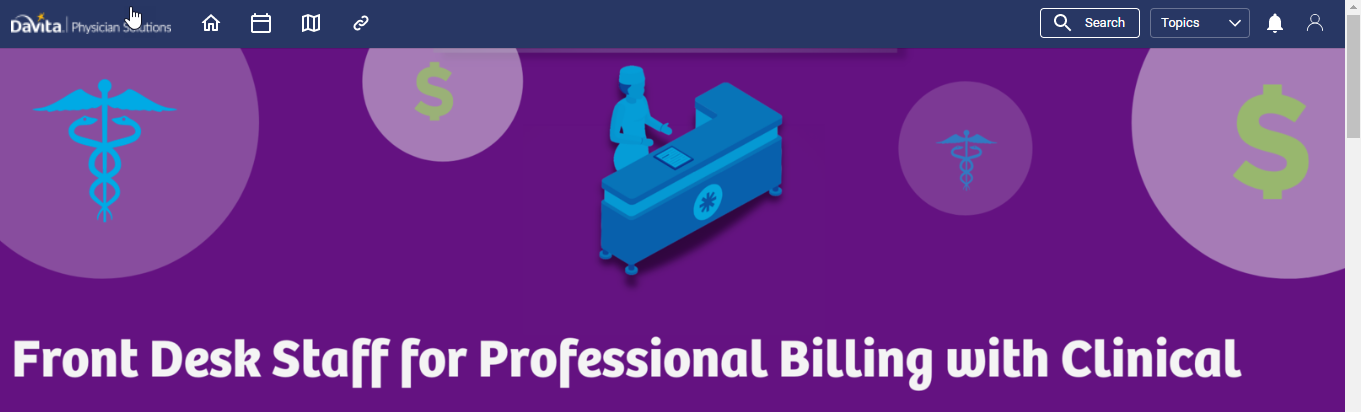 DaVita. Physician Solutions
Search
Topics
$
$
Front Desk Staff for Professional Billing with Clinical